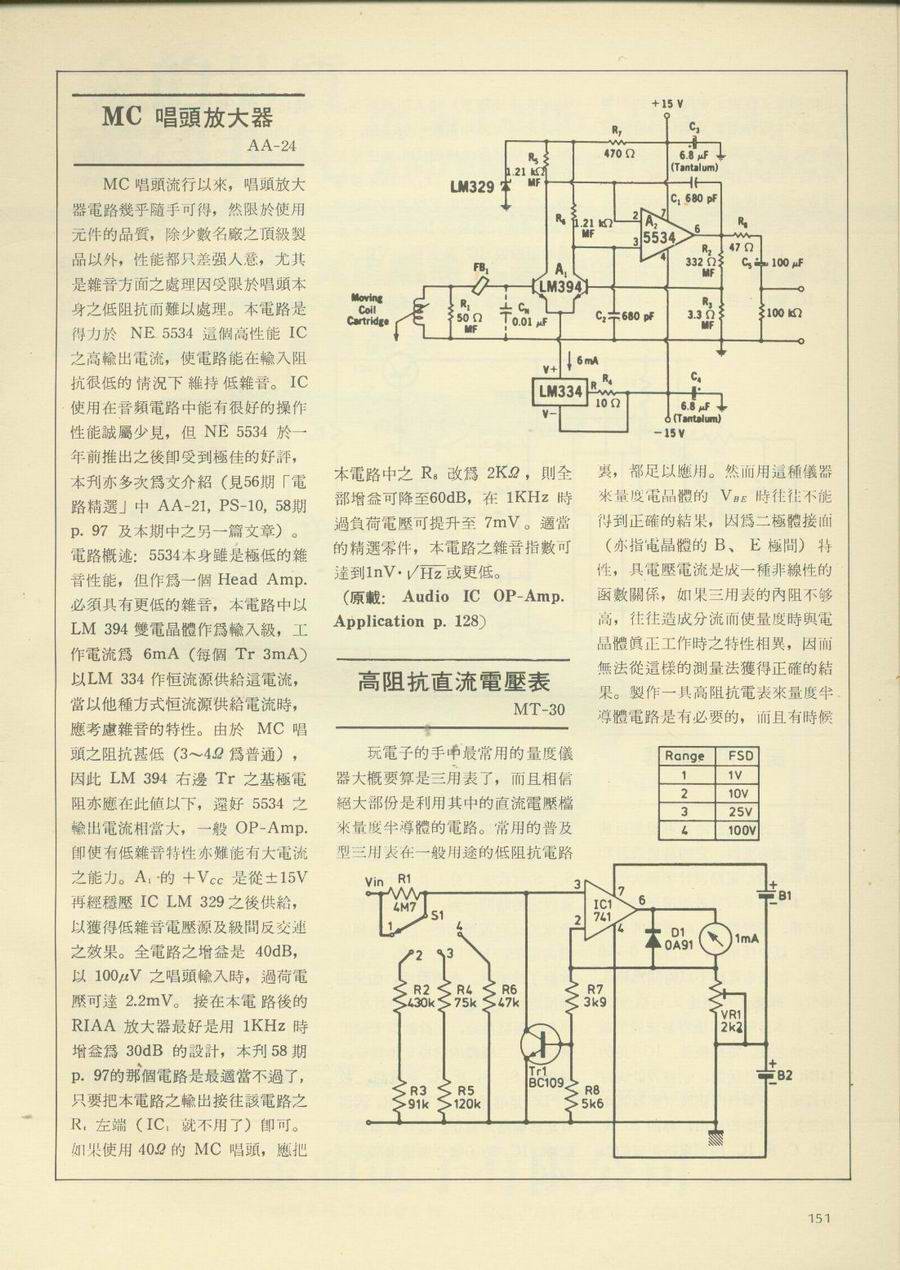 MC 唱頭放大器
AA-24
MC 唱頭流行以來，唱頭放大
器電路幾乎隨手可得，然限於使用
元件的品質，除少數名廠之頂級製
品以外，性能都只差强人意，尤其
是雜音方面之處理因受限於唱頭本
身之低阻抗而難以處理。本電路是
得力於 NE 5534 這個高性能 IC
之高輸出電流，使電路能在輸入阻
抗很低的情況下維持低雜音。IC
使用在音頻電路中能有很好的操作
性能誠屬少見，但 NE 5534 於一
年前推出之後卽受到極佳的好評，
本刋亦多次爲文介紹（見56期「電
路精選」中 AA-21, PS-10, 58期
p. 97 及本期中之另一篇文章）。
電路概述: 5534本身雖是極低的雜
音性能，但作爲一個 Head Amp.
必須具有更低的雜音，本電路中以
LM 394 雙電晶體作爲輸入級，工
作電流爲 6mA (每個 Tr 3mA)
以LM 334 作恒流源供給這電流，
當以他種方式恒流源供給電流時，
應考慮雜音的特性。由於 MC 唱
頭之阻抗甚低（3～4Ω 爲普通），
因此 LM 394 右邊 Tr 之基極電
阻亦應在此値以下，還好 5534 之
輸出電流相當大，一般 OP-Amp.
卽使有低雜音特性亦難能有大電流
之能力。A₁ 的 +Vcc 是從±15V
再經穩壓 IC LM 329之後供給，
以獲得低雜音電壓源及級間反交連
之效果。全電路之增益是 40dB，
以 100μV 之唱頭輸入時，過荷電
壓可達 2.2mV。接在本電路後的
RIAA 放大器最好是用 1KHz 時
增益爲 30dB 的設計，本刋58期
p. 97的那個電路是最適當不過了，
只要把本電路之輸出接往該電路之
R₁ 左端（IC₁ 就不用了）卽可。
如果使用 40Ω 的 MC 唱頭，應把
+15 V
R₇
470 Ω
C₃
6.8 μF
(Tantalum)
R₅
1.21 kΩ
MF
LM329
C₁ 680 pF
R₆
1.21 kΩ
MF
2
3
7
4
6
A₂
5534
R₈
47 Ω
R₂
332 Ω
MF
C₅
100 μF
FB₁
A₁
LM394
Moving
Coil
Cartridge
R₁
50 Ω
MF
C_N
0.01 μF
C₂
680 pF
R₃
3.3 Ω
MF
100 kΩ
6 mA
V+
LM334
R
V−
R₄
10 Ω
C₄
6.8 μF
(Tantalum)
−15 V
本電路中之 R₈ 改爲 2KΩ，則全
部增益可降至60dB，在 1KHz 時
過負荷電壓可提升至 7mV。適當
的精選零件，本電路之雜音指數可
達到1nV·√Hz 或更低。
(原載: Audio IC OP-Amp.
Application p. 128)
高阻抗直流電壓表
MT-30
玩電子的手中最常用的量度儀
器大概要算是三用表了，而且相信
絕大部份是利用其中的直流電壓檔
來量度半導體的電路。常用的普及
型三用表在一般用途的低阻抗電路
裏，都足以應用。然而用這種儀器
來量度電晶體的 VBE 時往往不能
得到正確的結果，因爲二極體接面
（亦指電晶體的 B、E 極間）特
性，具電壓電流是成一種非線性的
函數關係，如果三用表的內阻不够
高，往往造成分流而使量度時與電
晶體眞正工作時之特性相異，因而
無法從這樣的測量法獲得正確的結
果。製作一具高阻抗電表來量度半
導體電路是有必要的，而且有時候
Range FSD
1 1V
2 10V
3 25V
4 100V
Vin
R1
4M7
S1
1
2
3
4
R2
430k
R4
75k
R6
47k
R3
91k
R5
120k
3
2
7
4
6
IC1
741
D1
OA91
1mA
B1
R7
3k9
VR1
2k2
Tr1
BC109
R8
5k6
B2
151